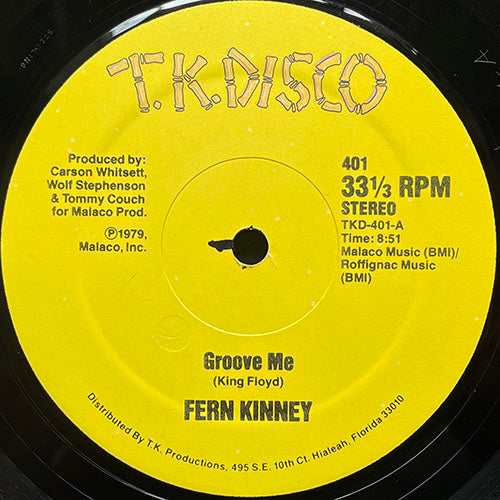 STERLING
T.K. DISCO
Produced by:
Carson Whitsett,
Wolf Stephenson
& Tommy Couch
for Malaco Prod.
Ⓟ1979,
Malaco, Inc.
401
33⅓ RPM
STEREO
TKD-401-A
Time: 8:51
Malaco Music (BMI)/
Roffignac Music
(BMI)
Groove Me
(King Floyd)
FERN KINNEY
Distributed By T.K. Productions, 495 S.E. 10th Ct. Hialeah, Florida 33010